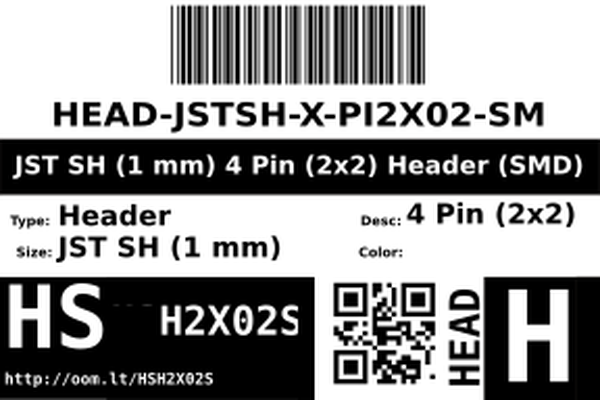 HEAD-JSTSH-X-PI2X02-SM
JST SH (1 mm) 4 Pin (2x2) Header (SMD)
Type: Header
Desc: 4 Pin (2x2)
Size: JST SH (1 mm)
Color:
HS
H2X02S
http://oom.lt/HSH2X02S
HEAD
H